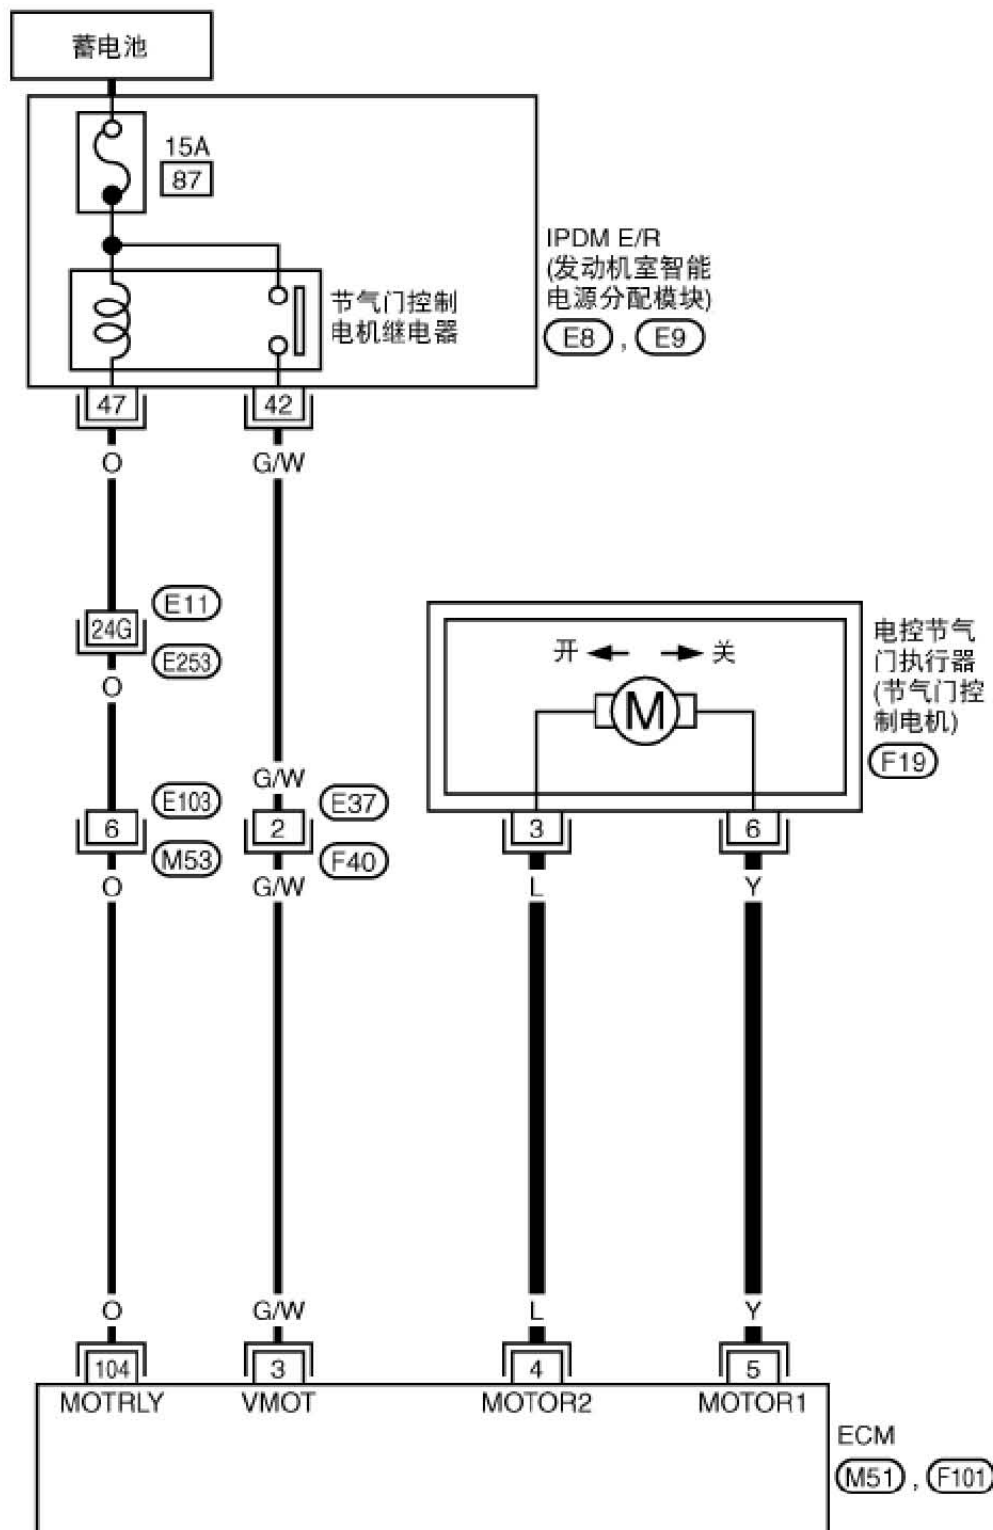 蓄电池
15A
87
IPDM E/R
(发动机室智能
电源分配模块)
E8 , E9
节气门控制
电机继电器
47
42
O
G/W
24G
E11
E253
O
G/W
6
E103
M53
2
E37
F40
O
G/W
开
关
M
电控节气
门执行器
(节气门控
制电机)
F19
3
6
L
Y
O
G/W
L
Y
104
3
4
5
MOTRLY
VMOT
MOTOR2
MOTOR1
ECM
M51 , F101